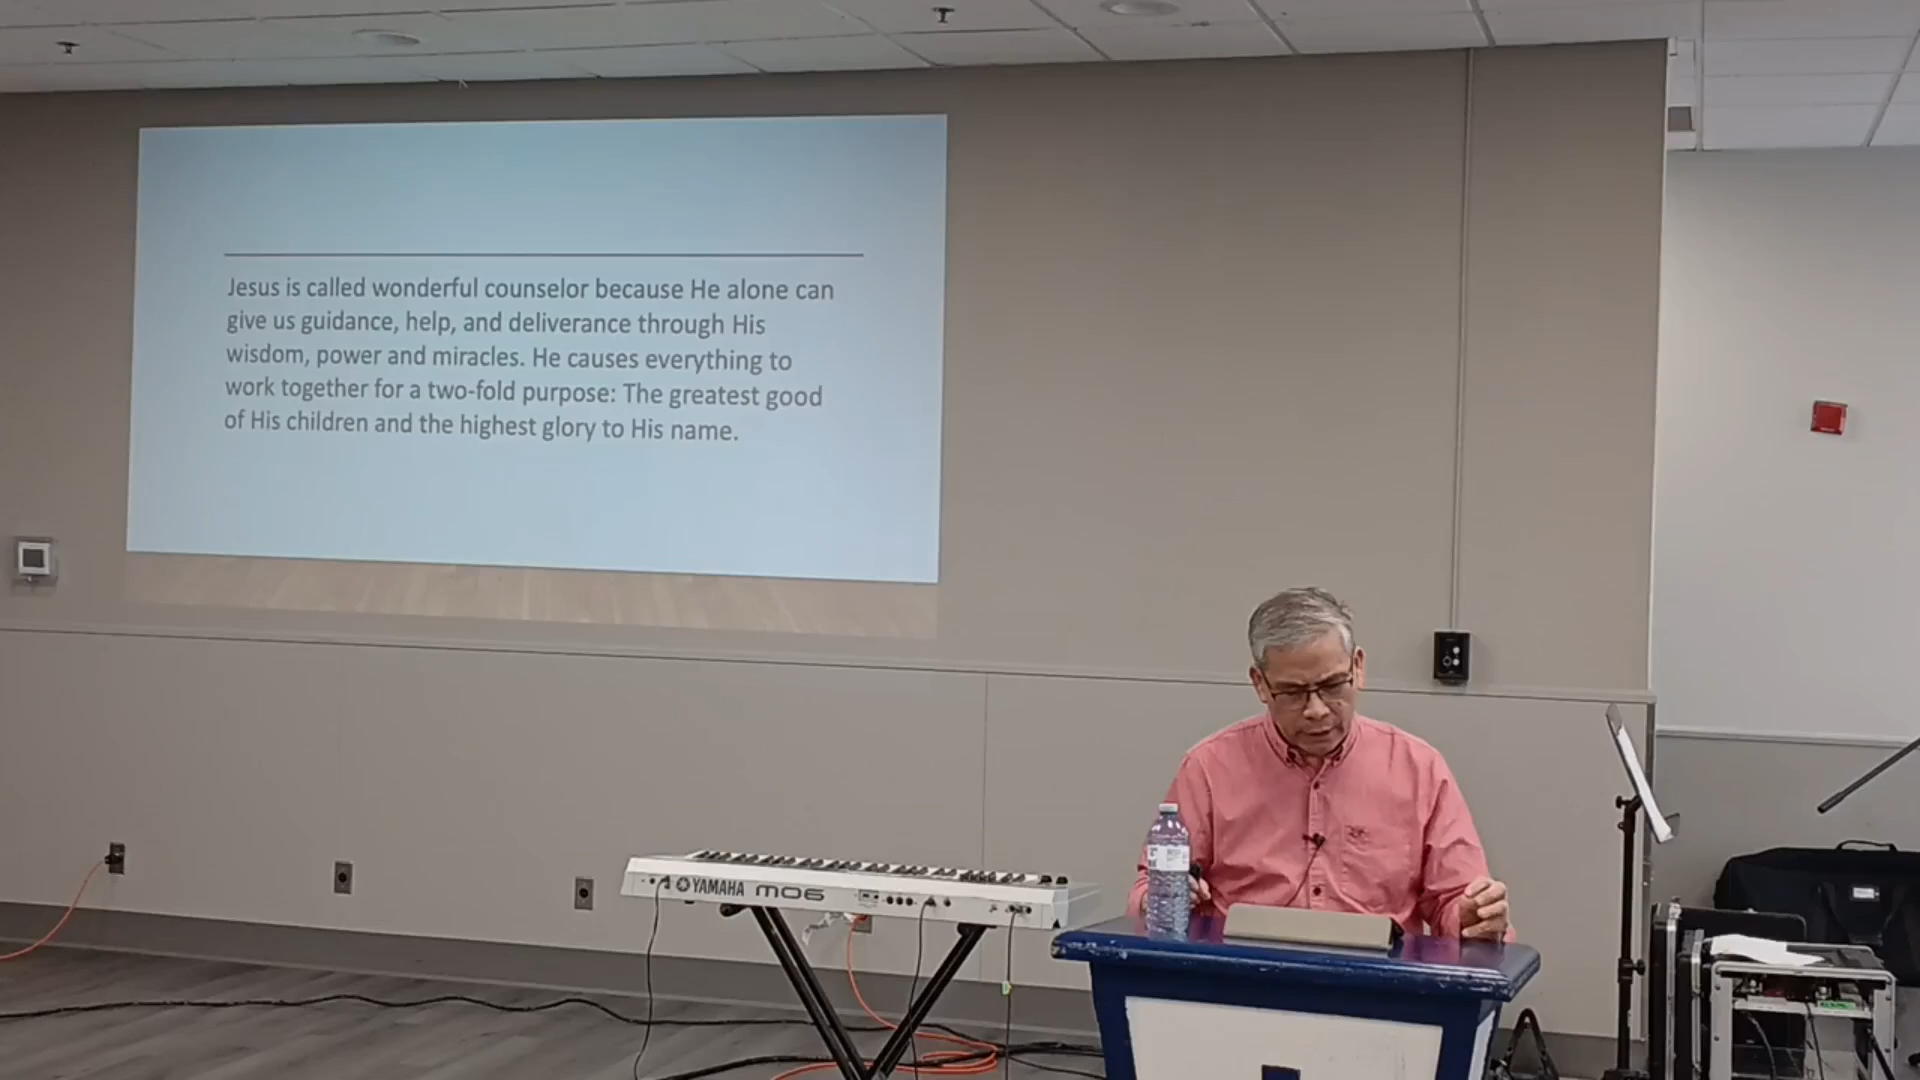 Jesus is called wonderful counselor because He alone can
give us guidance, help, and deliverance through His
wisdom, power and miracles. He causes everything to
work together for a two-fold purpose: The greatest good
of His children and the highest glory to His name.
YAMAHA MO6